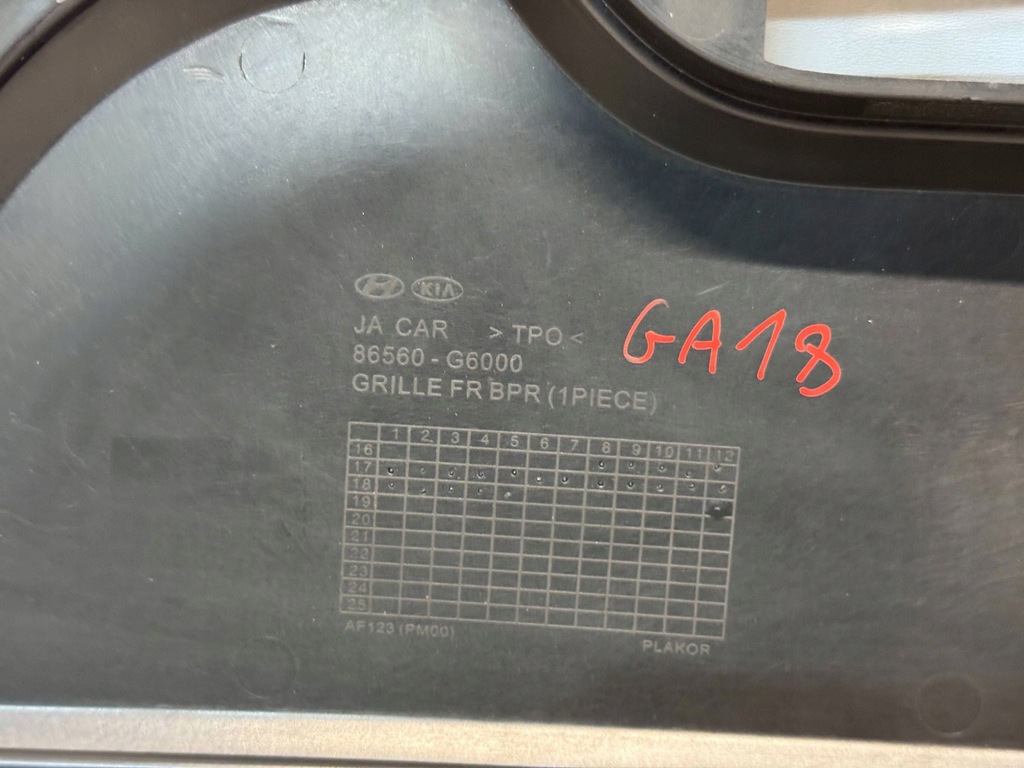 KIA
JA CAR >TPO<
86560-G6000
GRILLE FR BPR (1PIECE)
GA18
1 2 3 4 5 6 7 8 9 10 11 12
16
17
18
19
20
21
22
23
24
25
AF123 (PM00)
PLAKOR